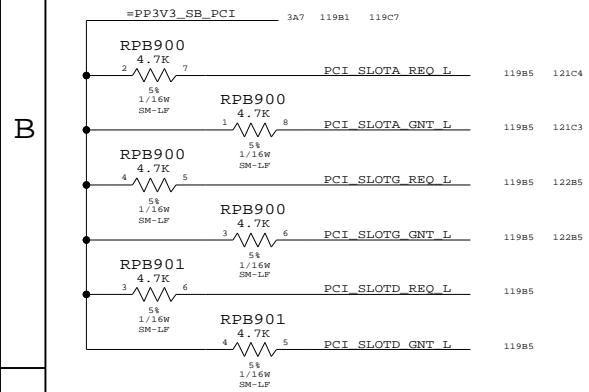 =PP3V3_SB_PCI 3A7 119B1 119C7
RPB900
4.7K
2 7 PCI_SLOTA_REQ_L 119B5 121C4
5%
1/16W
SM-LF
RPB900
4.7K
1 8 PCI_SLOTA_GNT_L 119B5 121C3
5%
1/16W
SM-LF
B
RPB900
4.7K
4 5 PCI_SLOTG_REQ_L 119B5 122B5
5%
1/16W
SM-LF
RPB900
4.7K
3 6 PCI_SLOTG_GNT_L 119B5 122B5
5%
1/16W
SM-LF
RPB901
4.7K
3 6 PCI_SLOTD_REQ_L 119B5
5%
1/16W
SM-LF
RPB901
4.7K
4 5 PCI_SLOTD_GNT_L 119B5
5%
1/16W
SM-LF